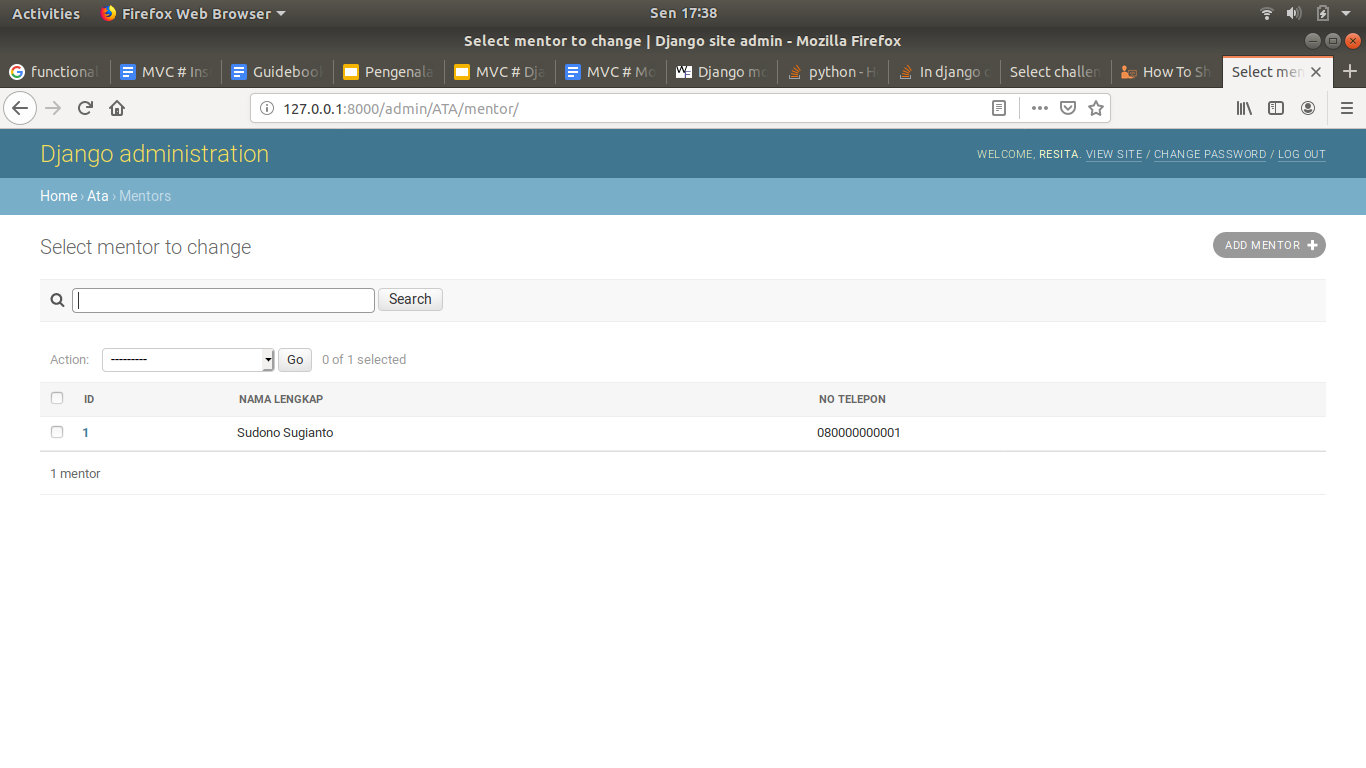 Activities Firefox Web Browser Sen 17:38
Select mentor to change | Django site admin - Mozilla Firefox
functional MVC # Ins Guidebook Pengenala MVC # Dja MVC # Mo Django mo python - H In django c Select challen How To Sh Select men
127.0.0.1:8000/admin/ATA/mentor/
Django administration WELCOME, RESITA. VIEW SITE / CHANGE PASSWORD / LOG OUT
Home › Ata › Mentors
Select mentor to change ADD MENTOR
Search
Action: --------- Go 0 of 1 selected
ID NAMA LENGKAP NO TELEPON
1 Sudono Sugianto 080000000001
1 mentor